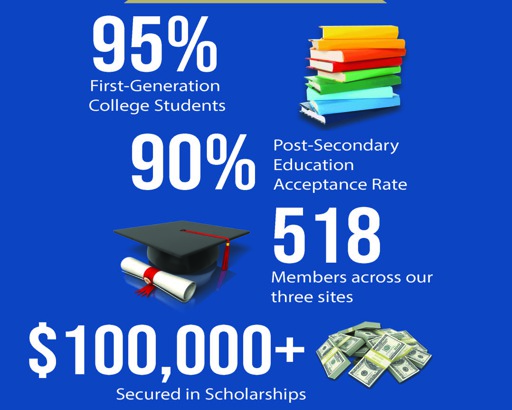 95%
First-Generation
College Students
90%
Post-Secondary
Education
Acceptance Rate
518
Members across our
three sites
$100,000+
Secured in Scholarships